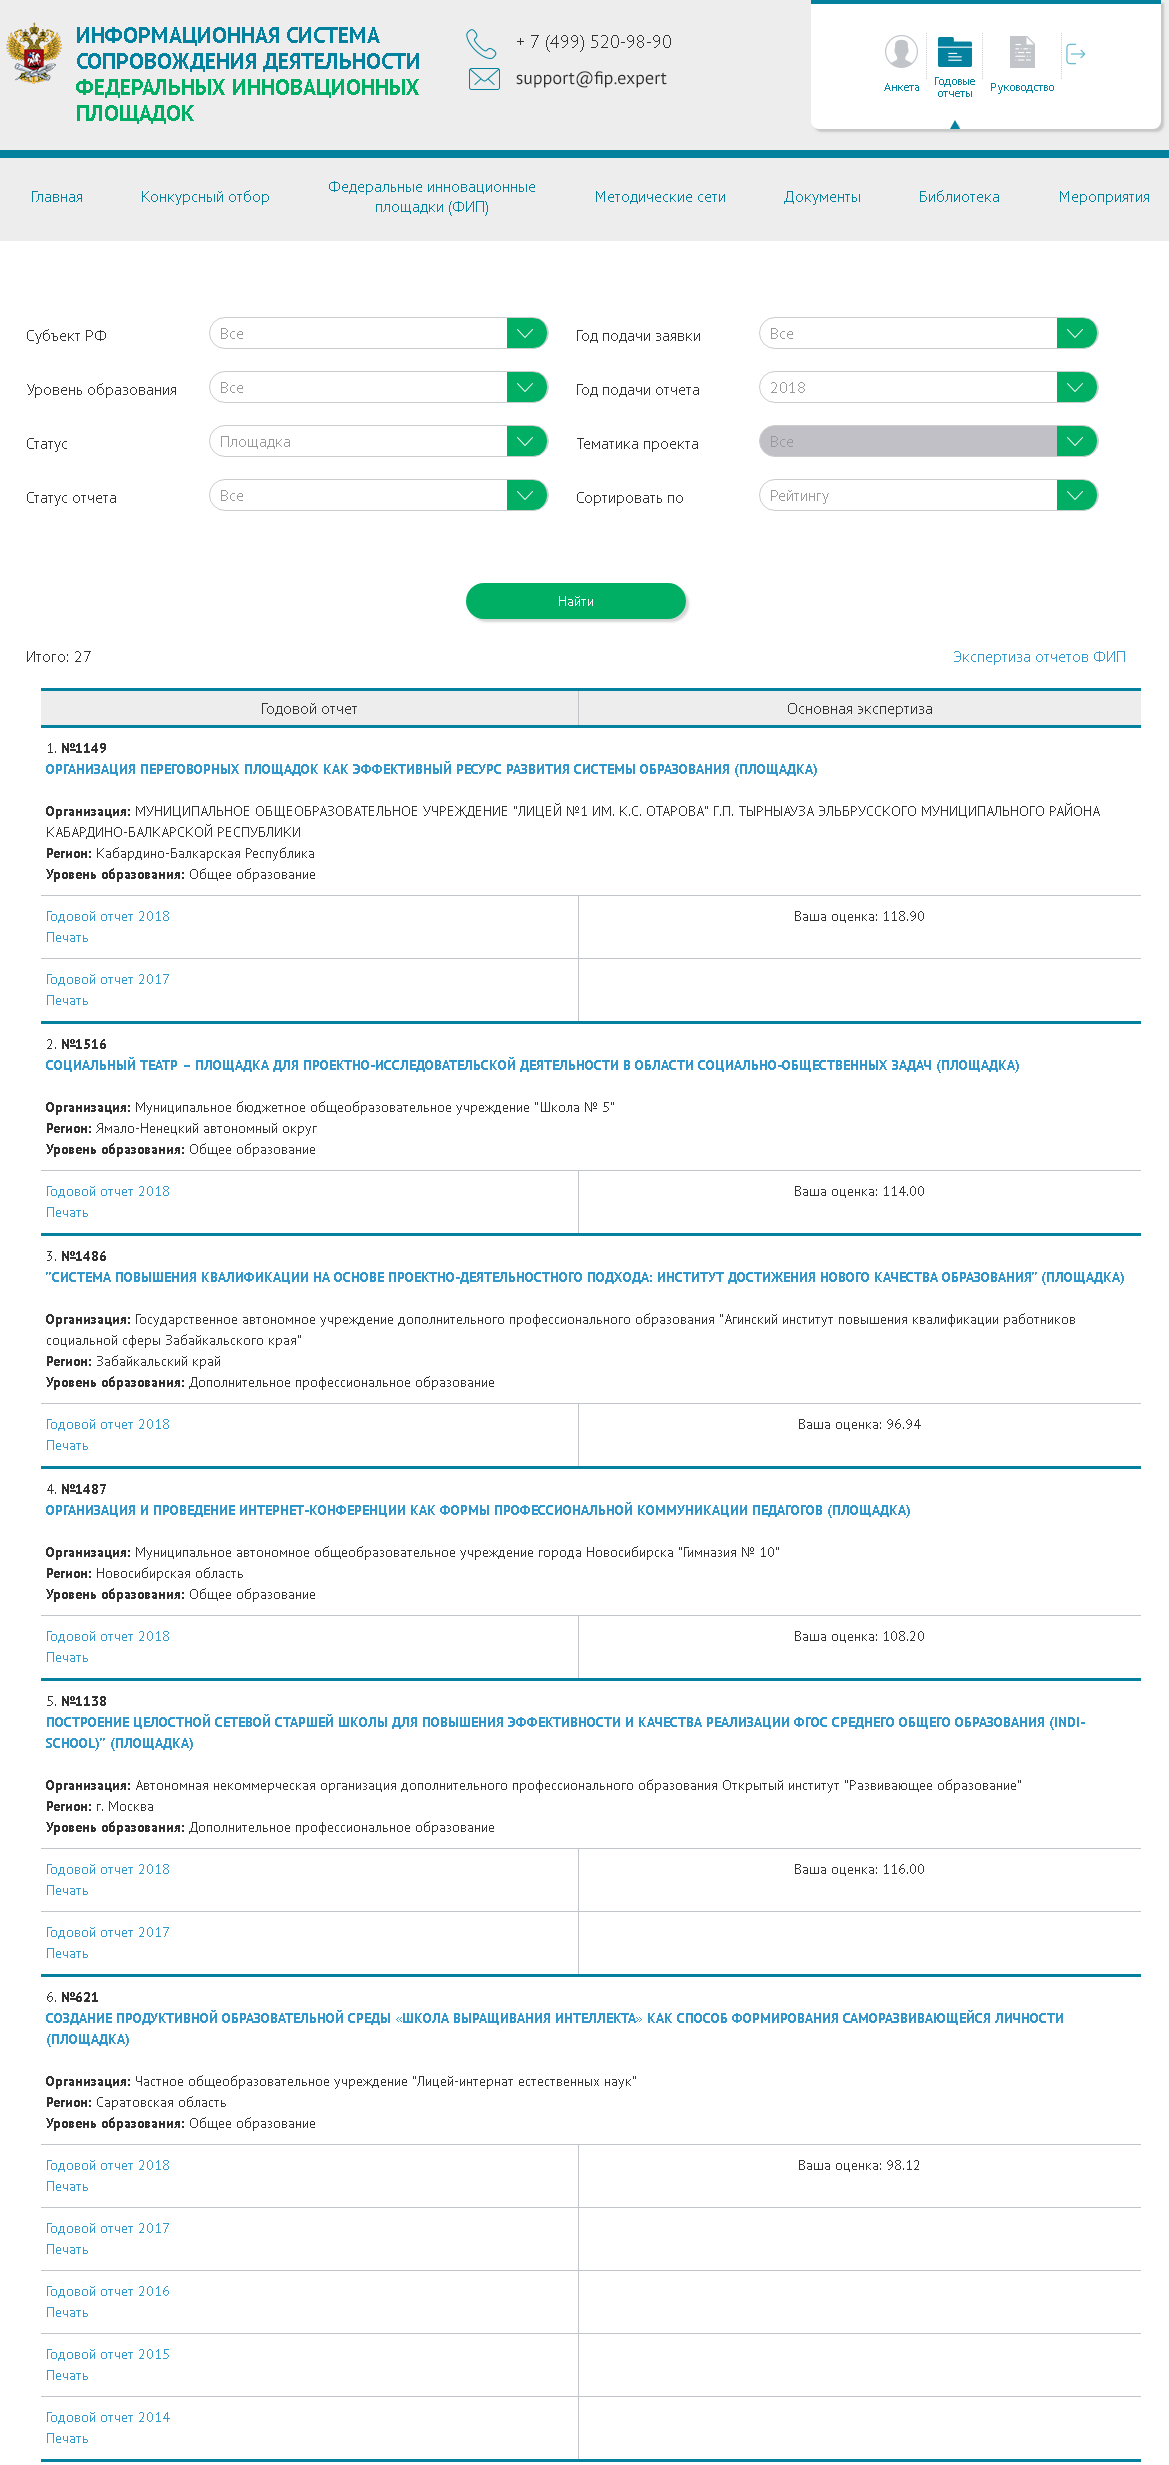 ИНФОРМАЦИОННАЯ СИСТЕМА
СОПРОВОЖДЕНИЯ ДЕЯТЕЛЬНОСТИ
ФЕДЕРАЛЬНЫХ ИННОВАЦИОННЫХ
ПЛОЩАДОК
+ 7 (499) 520-98-90
support@fip.expert
Анкета
Годовые
отчеты
Руководство
Главная
Конкурсный отбор
Федеральные инновационные
площадки (ФИП)
Методические сети
Документы
Библиотека
Мероприятия
Субъект РФ Все Год подачи заявки Все
Уровень образования Все Год подачи отчета 2018
Статус Площадка Тематика проекта Все
Статус отчета Все Сортировать по Рейтингу
Найти
Итого: 27 Экспертиза отчетов ФИП
Годовой отчет Основная экспертиза
1. №1149
ОРГАНИЗАЦИЯ ПЕРЕГОВОРНЫХ ПЛОЩАДОК КАК ЭФФЕКТИВНЫЙ РЕСУРС РАЗВИТИЯ СИСТЕМЫ ОБРАЗОВАНИЯ (ПЛОЩАДКА)
Организация: МУНИЦИПАЛЬНОЕ ОБЩЕОБРАЗОВАТЕЛЬНОЕ УЧРЕЖДЕНИЕ "ЛИЦЕЙ №1 ИМ. К.С. ОТАРОВА" Г.П. ТЫРНЫАУЗА ЭЛЬБРУССКОГО МУНИЦИПАЛЬНОГО РАЙОНА
КАБАРДИНО-БАЛКАРСКОЙ РЕСПУБЛИКИ
Регион: Кабардино-Балкарская Республика
Уровень образования: Общее образование
Годовой отчет 2018 Ваша оценка: 118.90
Печать
Годовой отчет 2017
Печать
2. №1516
СОЦИАЛЬНЫЙ ТЕАТР – ПЛОЩАДКА ДЛЯ ПРОЕКТНО-ИССЛЕДОВАТЕЛЬСКОЙ ДЕЯТЕЛЬНОСТИ В ОБЛАСТИ СОЦИАЛЬНО-ОБЩЕСТВЕННЫХ ЗАДАЧ (ПЛОЩАДКА)
Организация: Муниципальное бюджетное общеобразовательное учреждение "Школа № 5"
Регион: Ямало-Ненецкий автономный округ
Уровень образования: Общее образование
Годовой отчет 2018 Ваша оценка: 114.00
Печать
3. №1486
"СИСТЕМА ПОВЫШЕНИЯ КВАЛИФИКАЦИИ НА ОСНОВЕ ПРОЕКТНО-ДЕЯТЕЛЬНОСТНОГО ПОДХОДА: ИНСТИТУТ ДОСТИЖЕНИЯ НОВОГО КАЧЕСТВА ОБРАЗОВАНИЯ" (ПЛОЩАДКА)
Организация: Государственное автономное учреждение дополнительного профессионального образования "Агинский институт повышения квалификации работников
социальной сферы Забайкальского края"
Регион: Забайкальский край
Уровень образования: Дополнительное профессиональное образование
Годовой отчет 2018 Ваша оценка: 96.94
Печать
4. №1487
ОРГАНИЗАЦИЯ И ПРОВЕДЕНИЕ ИНТЕРНЕТ-КОНФЕРЕНЦИИ КАК ФОРМЫ ПРОФЕССИОНАЛЬНОЙ КОММУНИКАЦИИ ПЕДАГОГОВ (ПЛОЩАДКА)
Организация: Муниципальное автономное общеобразовательное учреждение города Новосибирска "Гимназия № 10"
Регион: Новосибирская область
Уровень образования: Общее образование
Годовой отчет 2018 Ваша оценка: 108.20
Печать
5. №1138
ПОСТРОЕНИЕ ЦЕЛОСТНОЙ СЕТЕВОЙ СТАРШЕЙ ШКОЛЫ ДЛЯ ПОВЫШЕНИЯ ЭФФЕКТИВНОСТИ И КАЧЕСТВА РЕАЛИЗАЦИИ ФГОС СРЕДНЕГО ОБЩЕГО ОБРАЗОВАНИЯ (INDI-
SCHOOL)" (ПЛОЩАДКА)
Организация: Автономная некоммерческая организация дополнительного профессионального образования Открытый институт "Развивающее образование"
Регион: г. Москва
Уровень образования: Дополнительное профессиональное образование
Годовой отчет 2018 Ваша оценка: 116.00
Печать
Годовой отчет 2017
Печать
6. №621
СОЗДАНИЕ ПРОДУКТИВНОЙ ОБРАЗОВАТЕЛЬНОЙ СРЕДЫ «ШКОЛА ВЫРАЩИВАНИЯ ИНТЕЛЛЕКТА» КАК СПОСОБ ФОРМИРОВАНИЯ САМОРАЗВИВАЮЩЕЙСЯ ЛИЧНОСТИ
(ПЛОЩАДКА)
Организация: Частное общеобразовательное учреждение "Лицей-интернат естественных наук"
Регион: Саратовская область
Уровень образования: Общее образование
Годовой отчет 2018 Ваша оценка: 98.12
Печать
Годовой отчет 2017
Печать
Годовой отчет 2016
Печать
Годовой отчет 2015
Печать
Годовой отчет 2014
Печать